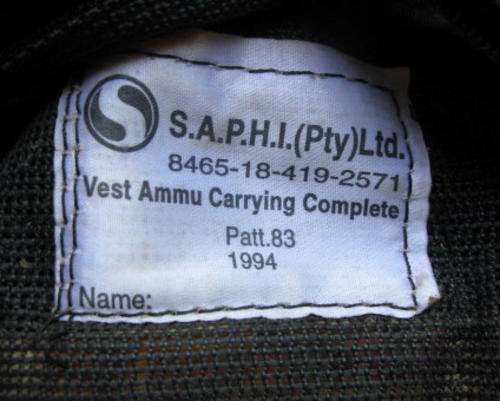 S.A.P.H.I.(Pty)Ltd.
8465-18-419-2571
Vest Ammu Carrying Complete
Patt.83
1994
Name: